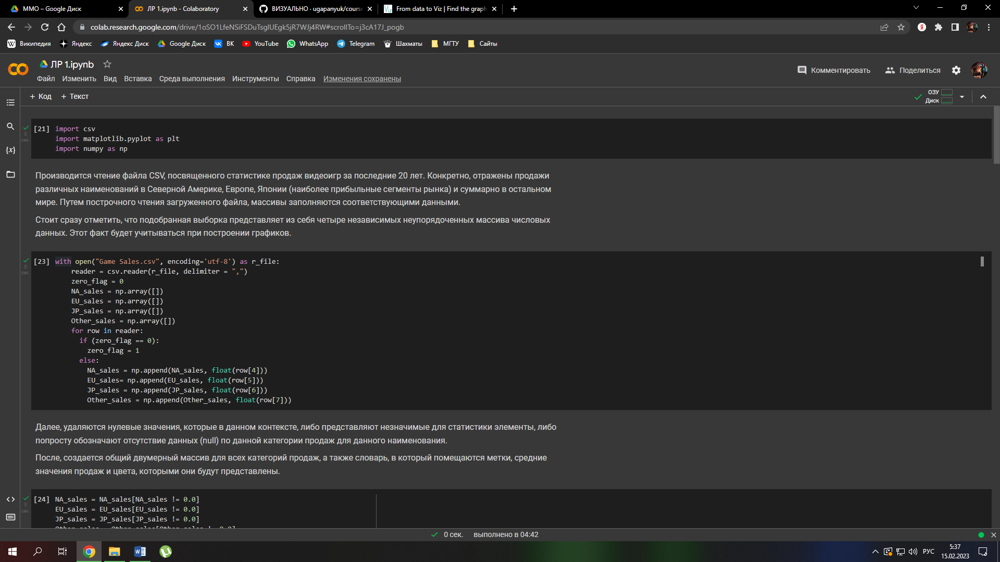 ММО – Google Диск
ЛР 1.ipynb - Colaboratory
ВИЗУАЛЬНО · ugapanyuk/course
From data to Viz | Find the graph
colab.research.google.com/drive/1oSO1LfeNSiFSDuTsglUEgk5jR7WJj4RW#scrollTo=j3cA17J_pogb
Википедия Яндекс Яндекс Диск Google Диск ВК YouTube WhatsApp Telegram Шахматы МГТУ Сайты
ЛР 1.ipynb
Комментировать Поделиться
Файл Изменить Вид Вставка Среда выполнения Инструменты Справка Изменения сохранены
+ Код + Текст
ОЗУ
Диск
[21] import csv
import matplotlib.pyplot as plt
import numpy as np
0
сек.
Производится чтение файла CSV, посвященного статистике продаж видеоигр за последние 20 лет. Конкретно, отражены продажи
различных наименований в Северной Америке, Европе, Японии (наиболее прибыльные сегменты рынка) и суммарно в остальном
мире. Путем построчного чтения загруженного файла, массивы заполняются соответствующими данными.
Стоит сразу отметить, что подобранная выборка представляет из себя четыре независимых неупорядоченных массива числовых
данных. Этот факт будет учитываться при построении графиков.
[23] with open("Game Sales.csv", encoding='utf-8') as r_file:
0
сек.
reader = csv.reader(r_file, delimiter = ",")
zero_flag = 0
NA_sales = np.array([])
EU_sales = np.array([])
JP_sales = np.array([])
Other_sales = np.array([])
for row in reader:
if (zero_flag == 0):
zero_flag = 1
else:
NA_sales = np.append(NA_sales, float(row[4]))
EU_sales= np.append(EU_sales, float(row[5]))
JP_sales = np.append(JP_sales, float(row[6]))
Other_sales = np.append(Other_sales, float(row[7]))
Далее, удаляются нулевые значения, которые в данном контексте, либо представляют незначимые для статистики элементы, либо
попросту обозначают отсутствие данных (null) по данной категории продаж для данного наименования.
После, создается общий двумерный массив для всех категорий продаж, а также словарь, в который помещаются метки, средние
значения продаж и цвета, которыми они будут представлены.
[24] NA_sales = NA_sales[NA_sales != 0.0]
0
сек.
EU_sales = EU_sales[EU_sales != 0.0]
JP_sales = JP_sales[JP_sales != 0.0]
Other_sales = Other_sales[Other_sales != 0.0]
0 сек. выполнено в 04:42
РУС
5:37
15.02.2023